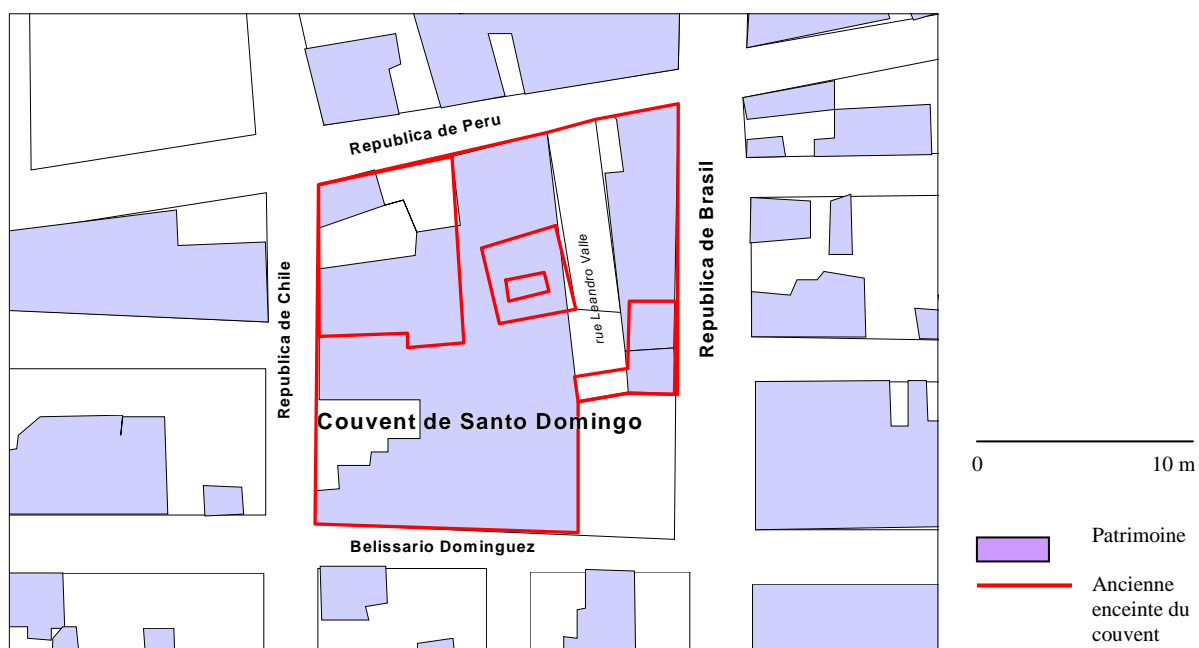 Republica de Peru
Republica de Brasil
rue Leandro Valle
Republica de Chile
Couvent de Santo Domingo
Belissario Dominguez
0 10 m
Patrimoine
Ancienne
enceinte du
couvent